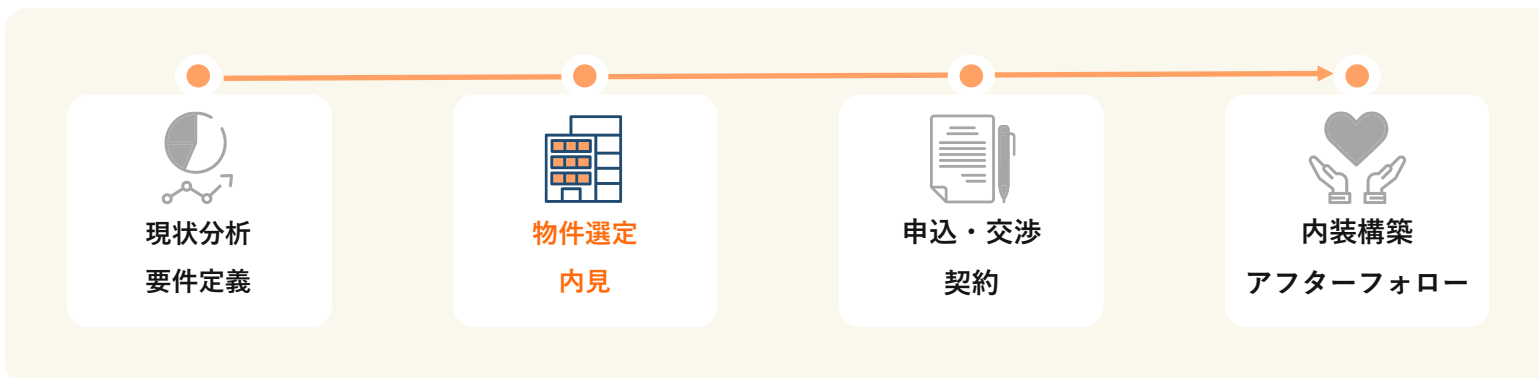 現状分析
要件定義
物件選定
内見
申込・交渉
契約
内装構築
アフターフォロー